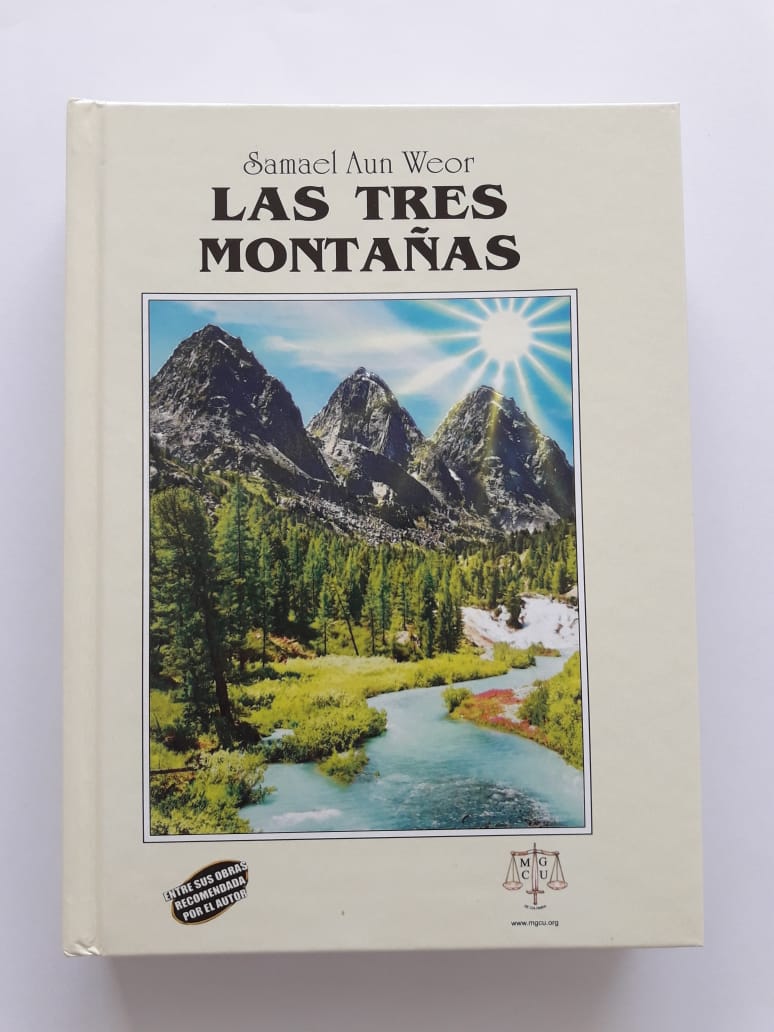 Samael Aun Weor
LAS TRES
MONTAÑAS
ENTRE SUS OBRAS
RECOMENDADA
POR EL AUTOR
M G
C U
www.mgcu.org